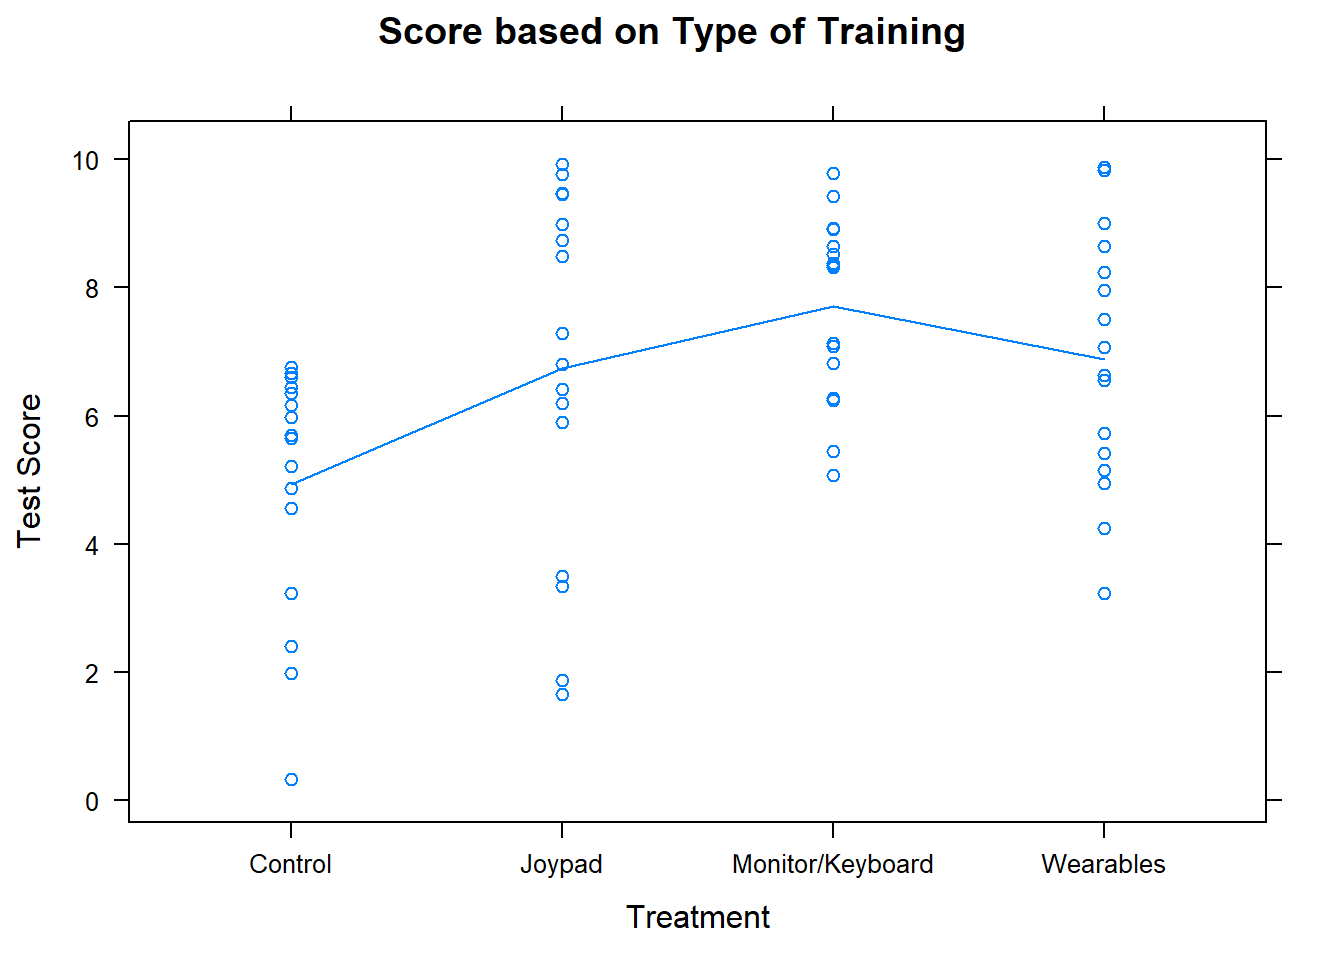 Score based on Type of Training
10
8
6
4
2
0
Test Score
Control Joypad Monitor/Keyboard Wearables
Treatment